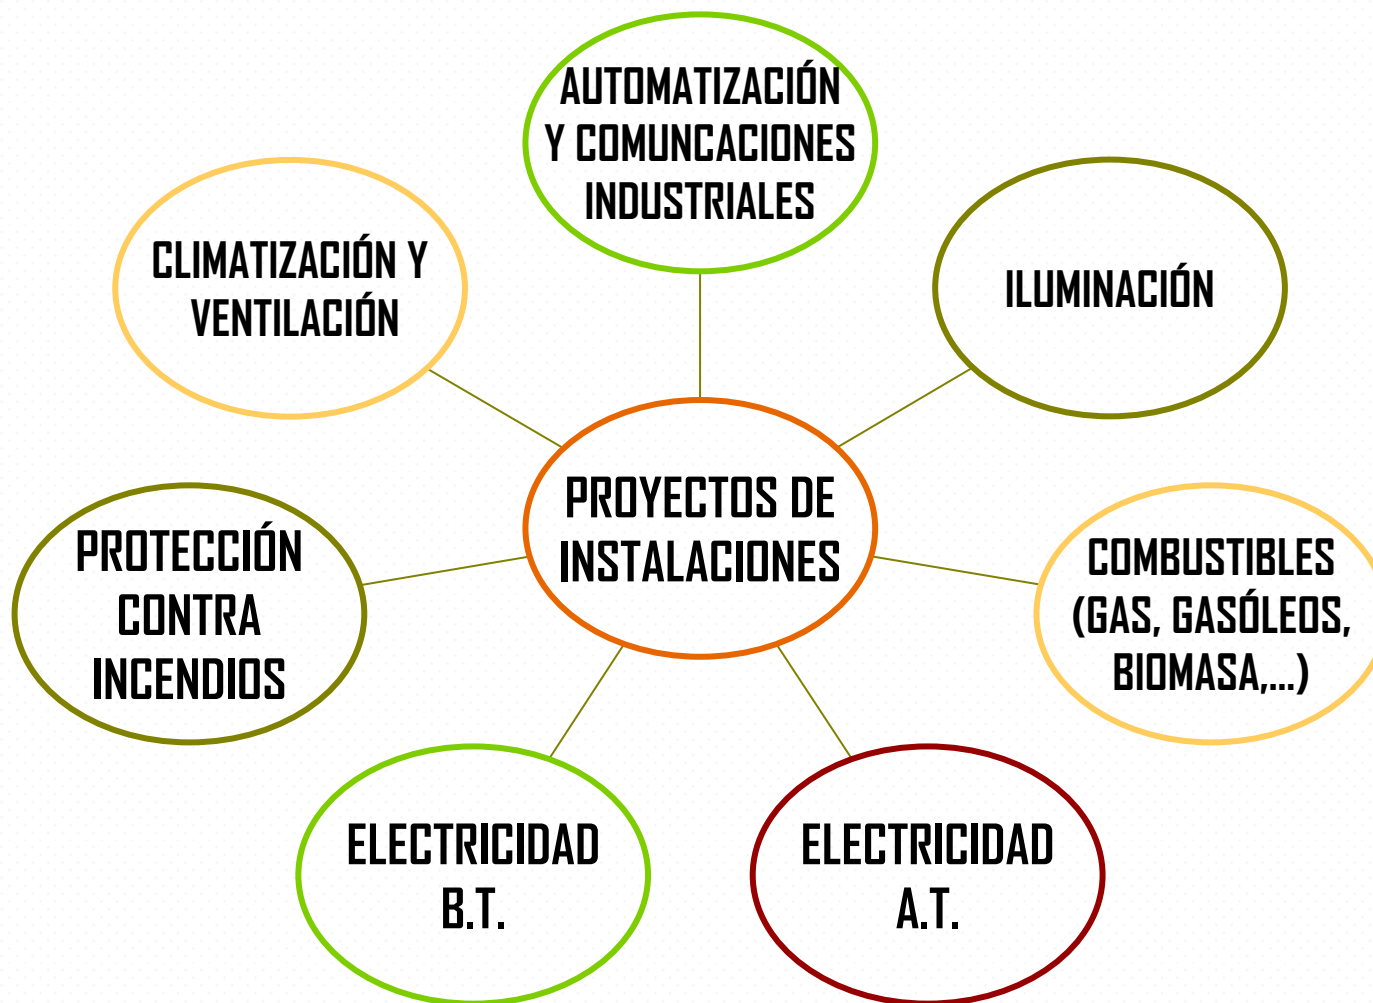 AUTOMATIZACIÓN
Y COMUNCACIONES
INDUSTRIALES
CLIMATIZACIÓN Y
VENTILACIÓN
ILUMINACIÓN
PROYECTOS DE
INSTALACIONES
PROTECCIÓN
CONTRA
INCENDIOS
COMBUSTIBLES
(GAS, GASÓLEOS,
BIOMASA,...)
ELECTRICIDAD
B.T.
ELECTRICIDAD
A.T.